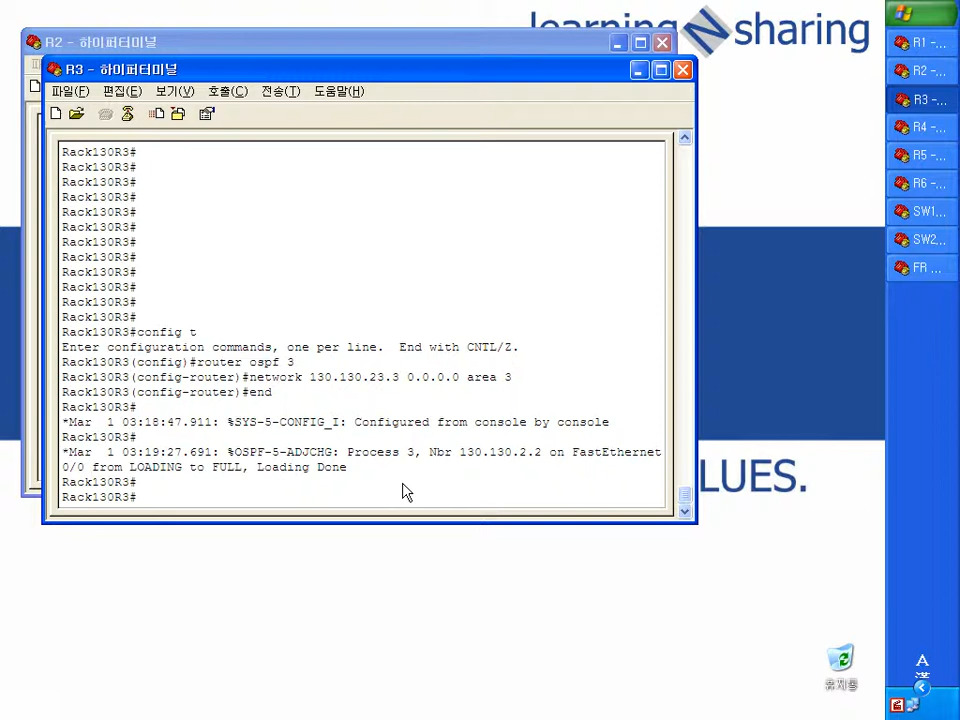 learning sharing
R2 - 하이퍼터미널
R3 - 하이퍼터미널
파일(F) 편집(E) 보기(V) 호출(C) 전송(T) 도움말(H)
Rack130R3#
Rack130R3#
Rack130R3#
Rack130R3#
Rack130R3#
Rack130R3#
Rack130R3#
Rack130R3#
Rack130R3#
Rack130R3#
Rack130R3#
Rack130R3#
Rack130R3#config t
Enter configuration commands, one per line.  End with CNTL/Z.
Rack130R3(config)#router ospf 3
Rack130R3(config-router)#network 130.130.23.3 0.0.0.0 area 3
Rack130R3(config-router)#end
Rack130R3#
*Mar  1 03:18:47.911: %SYS-5-CONFIG_I: Configured from console by console
Rack130R3#
*Mar  1 03:19:27.691: %OSPF-5-ADJCHG: Process 3, Nbr 130.130.2.2 on FastEthernet
0/0 from LOADING to FULL, Loading Done
Rack130R3#
Rack130R3#
LUES.
R1 -...
R2 -...
R3 -...
R4 -...
R5 -...
R6 -...
SW1...
SW2...
FR ...
휴지통
A